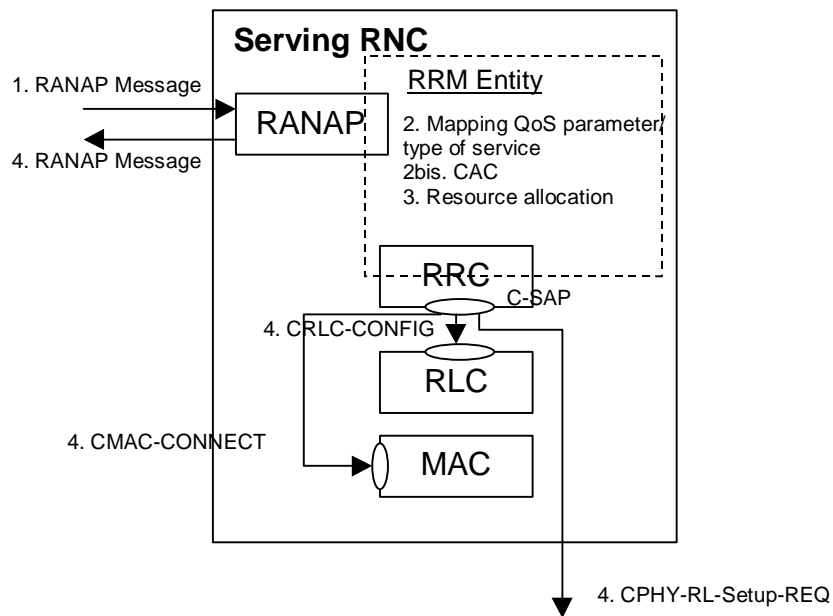 Serving RNC
RRM Entity
1. RANAP Message
RANAP
2. Mapping QoS parameter/
type of service
2bis. CAC
3. Resource allocation
4. RANAP Message
RRC
C-SAP
4. CRLC-CONFIG
RLC
4. CMAC-CONNECT
MAC
4. CPHY-RL-Setup-REQ